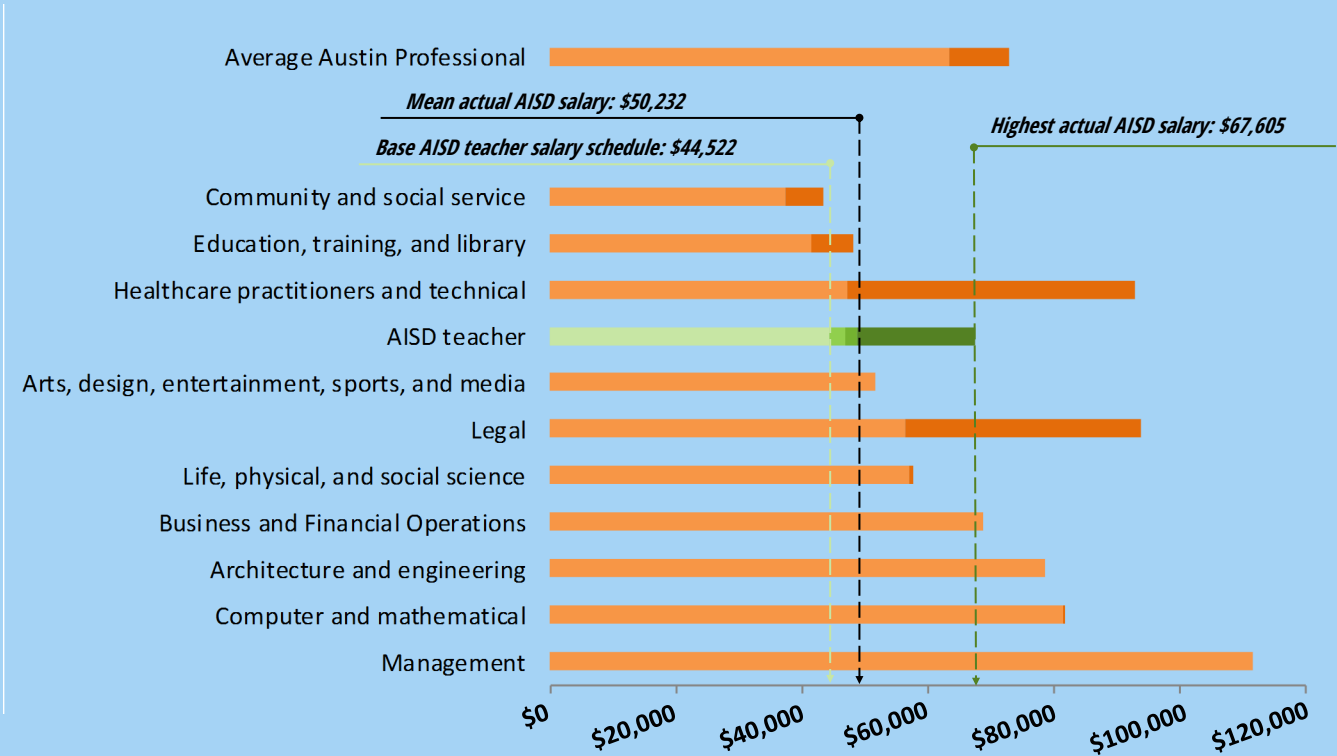 Average Austin Professional
Mean actual AISD salary: $50,232
Highest actual AISD salary: $67,605
Base AISD teacher salary schedule: $44,522
Community and social service
Education, training, and library
Healthcare practitioners and technical
AISD teacher
Arts, design, entertainment, sports, and media
Legal
Life, physical, and social science
Business and Financial Operations
Architecture and engineering
Computer and mathematical
Management
$0 $20,000 $40,000 $60,000 $80,000 $100,000 $120,000